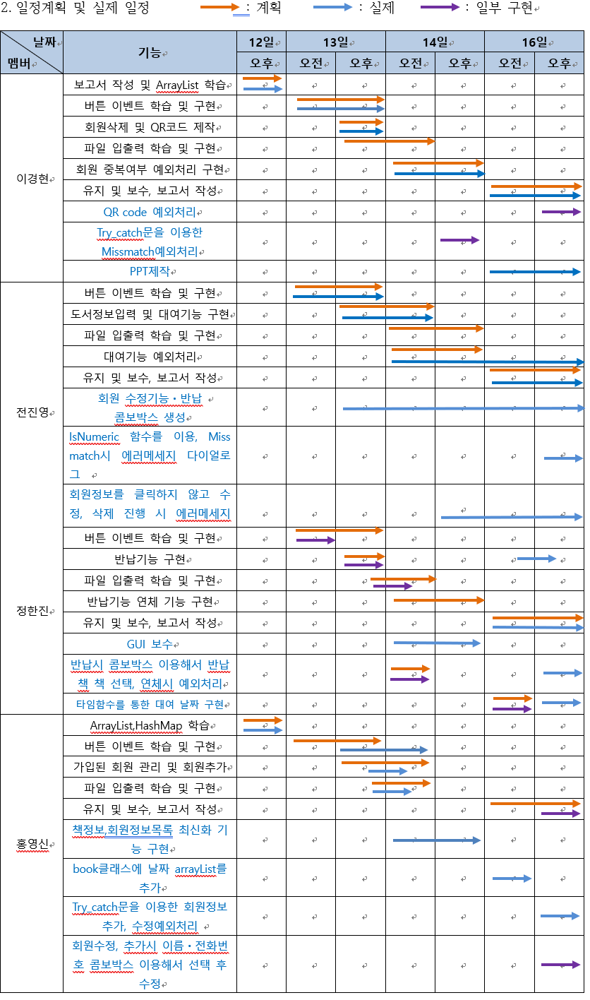 2. 일정계획 및 실제 일정 : 계획 : 실제 : 일부 구현
날짜
멤버
기능
12일 13일 14일 16일
오후 오전 오후 오전 오후 오전 오후
이경현
보고서 작성 및 ArrayList 학습
버튼 이벤트 학습 및 구현
회원삭제 및 QR코드 제작
파일 입출력 학습 및 구현
회원 중복여부 예외처리 구현
유지 및 보수, 보고서 작성
QR code 예외처리
Try_catch문을 이용한
Missmatch예외처리
PPT제작
전진영
버튼 이벤트 학습 및 구현
도서정보입력 및 대여기능 구현
파일 입출력 학습 및 구현
대여기능 예외처리
유지 및 보수, 보고서 작성
회원 수정기능·반납
콤보박스 생성
IsNumeric 함수를 이용, Miss
match시 에러메세지 다이얼로
그
회원정보를 클릭하지 않고 수
정, 삭제 진행 시 에러메세지
정한진
버튼 이벤트 학습 및 구현
반납기능 구현
파일 입출력 학습 및 구현
반납기능 연체 기능 구현
유지 및 보수, 보고서 작성
GUI 보수
반납시 콤보박스 이용해서 반납
책 책 선택, 연체시 예외처리
타임함수를 통한 대여 날짜 구현
홍영신
ArrayList,HashMap 학습
버튼 이벤트 학습 및 구현
가입된 회원 관리 및 회원추가
파일 입출력 학습 및 구현
유지 및 보수, 보고서 작성
책정보,회원정보목록 최신화 기
능 구현
book클래스에 날짜 arrayList를
추가
Try_catch문을 이용한 회원정보
추가, 수정예외처리
회원수정, 추가시 이름·전화번
호 콤보박스 이용해서 선택 후
수정